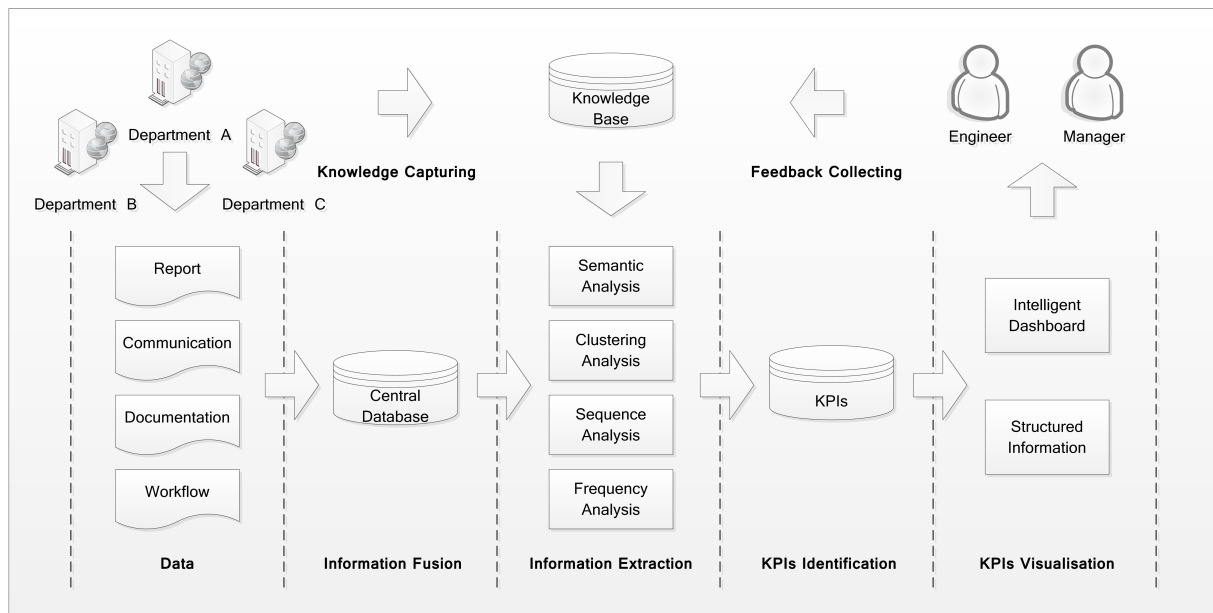 Department A
Department B
Department C
Knowledge Capturing
Knowledge
Base
Feedback Collecting
Engineer
Manager
Report
Communication
Documentation
Workflow
Data
Central
Database
Information Fusion
Semantic
Analysis
Clustering
Analysis
Sequence
Analysis
Frequency
Analysis
Information Extraction
KPIs
KPIs Identification
Intelligent
Dashboard
Structured
Information
KPIs Visualisation